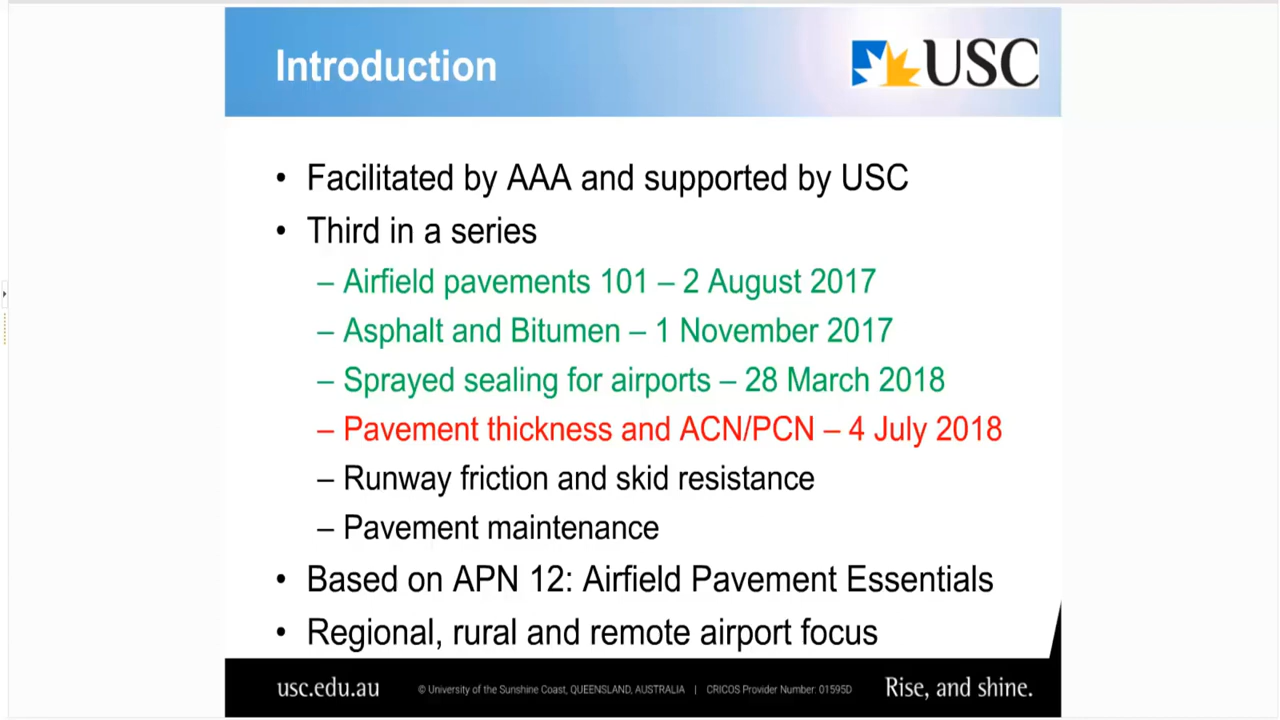 Introduction
USC
• Facilitated by AAA and supported by USC
• Third in a series
– Airfield pavements 101 – 2 August 2017
– Asphalt and Bitumen – 1 November 2017
– Sprayed sealing for airports – 28 March 2018
– Pavement thickness and ACN/PCN – 4 July 2018
– Runway friction and skid resistance
– Pavement maintenance
• Based on APN 12: Airfield Pavement Essentials
• Regional, rural and remote airport focus
usc.edu.au
© University of the Sunshine Coast, QUEENSLAND, AUSTRALIA | CRICOS Provider Number: 01595D
Rise, and shine.